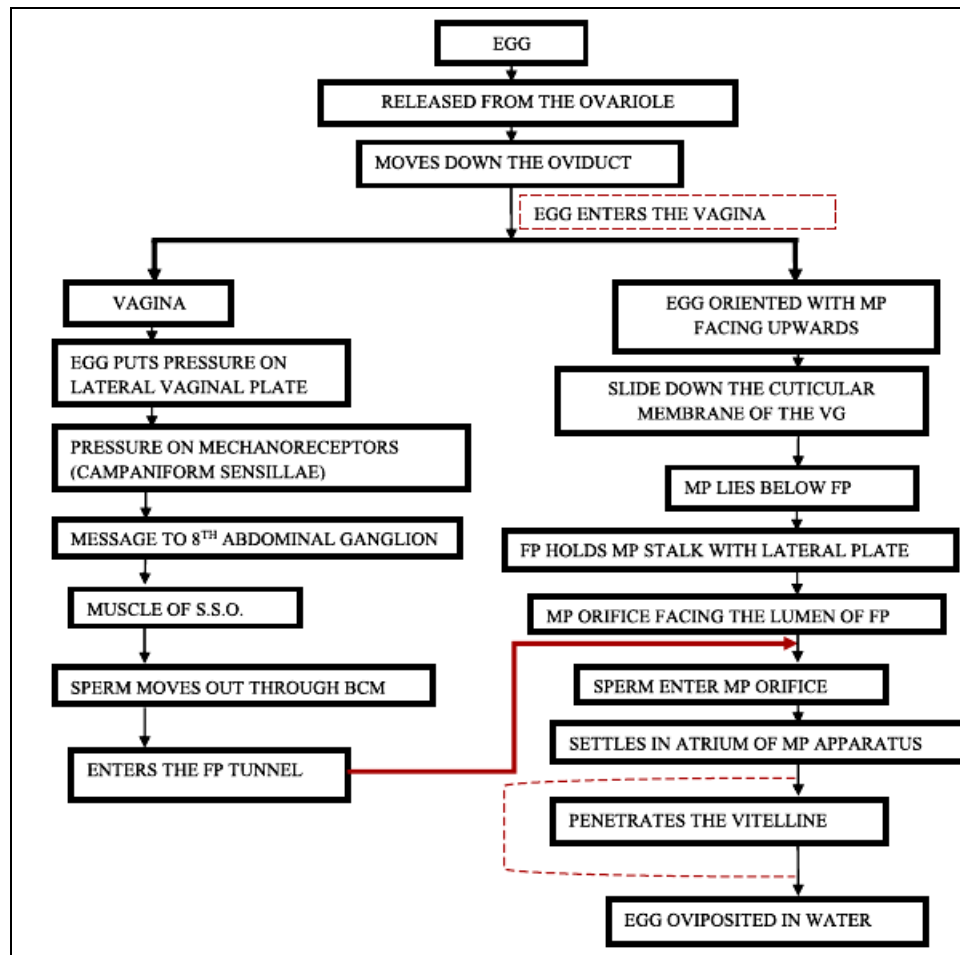 EGG
RELEASED FROM THE OVARIOLE
MOVES DOWN THE OVIDUCT
EGG ENTERS THE VAGINA
VAGINA
EGG PUTS PRESSURE ON
LATERAL VAGINAL PLATE
PRESSURE ON MECHANORECEPTORS
(CAMPANIFORM SENSILLAE)
MESSAGE TO 8TH ABDOMINAL GANGLION
MUSCLE OF S.S.O.
SPERM MOVES OUT THROUGH BCM
ENTERS THE FP TUNNEL
EGG ORIENTED WITH MP
FACING UPWARDS
SLIDE DOWN THE CUTICULAR
MEMBRANE OF THE VG
MP LIES BELOW FP
FP HOLDS MP STALK WITH LATERAL PLATE
MP ORIFICE FACING THE LUMEN OF FP
SPERM ENTER MP ORIFICE
SETTLES IN ATRIUM OF MP APPARATUS
PENETRATES THE VITELLINE
EGG OVIPOSITED IN WATER